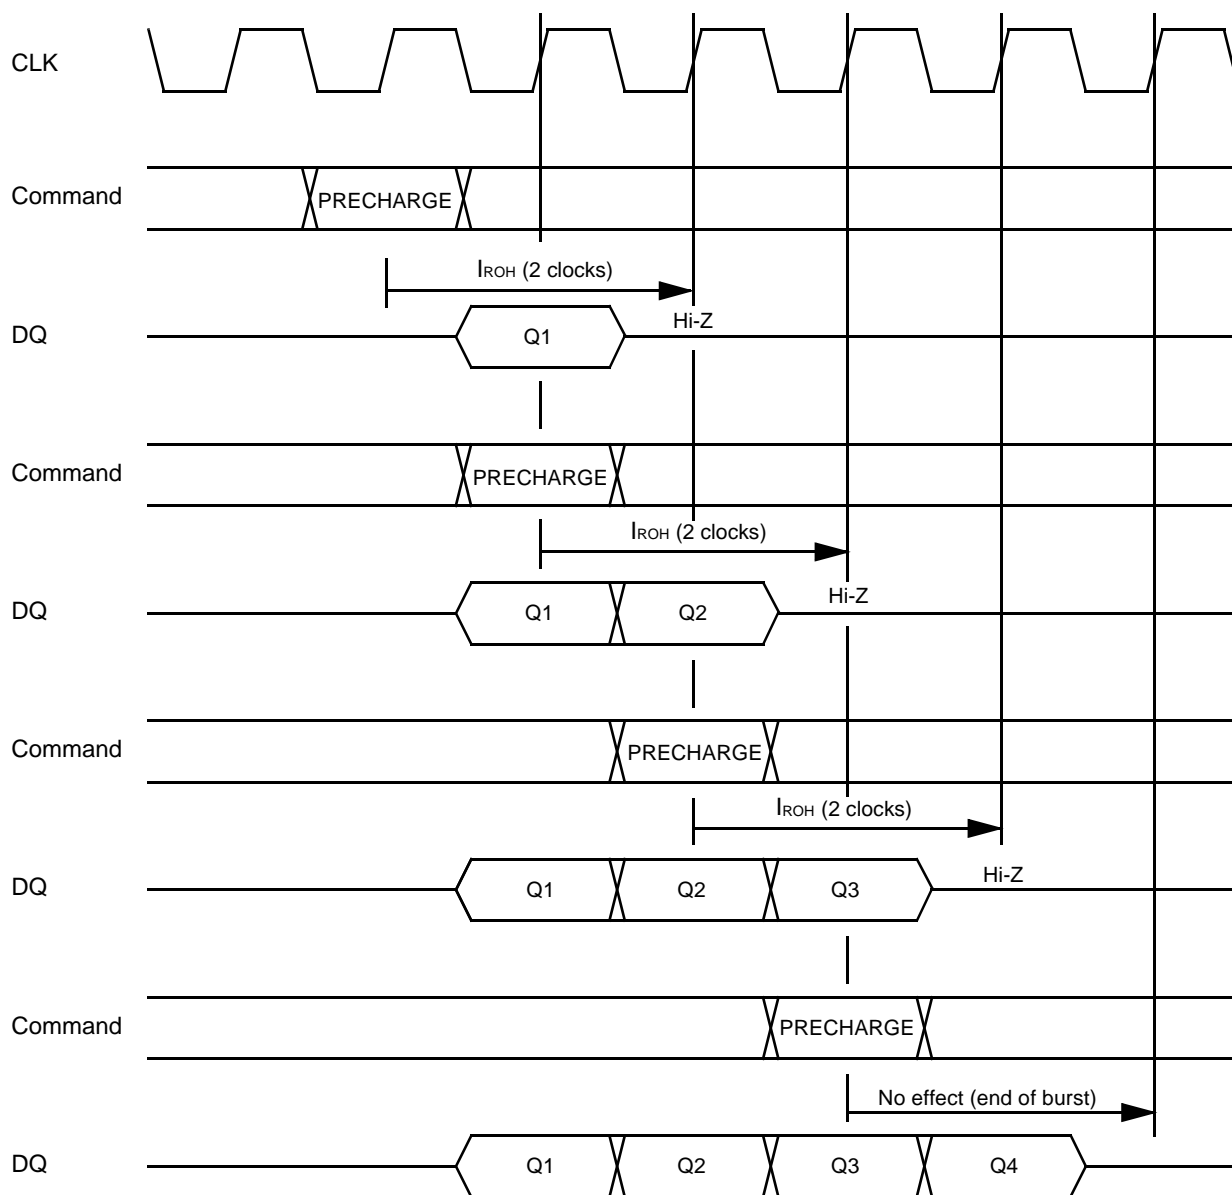 CLK
Command
PRECHARGE
IROH (2 clocks)
DQ
Q1
Hi-Z
Command
PRECHARGE
IROH (2 clocks)
DQ
Q1
Q2
Hi-Z
Command
PRECHARGE
IROH (2 clocks)
DQ
Q1
Q2
Q3
Hi-Z
Command
PRECHARGE
No effect (end of burst)
DQ
Q1
Q2
Q3
Q4